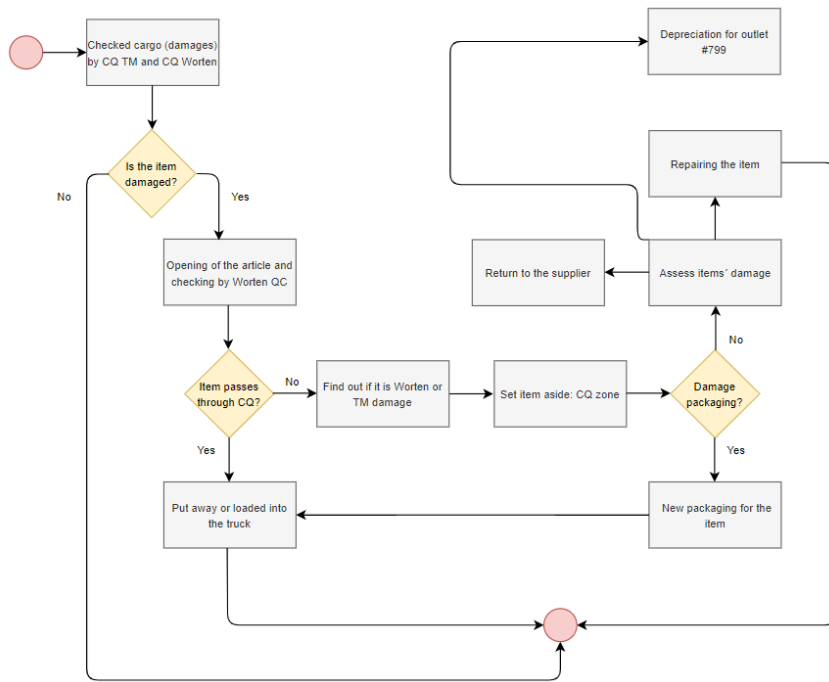 Checked cargo (damages)
by CQ TM and CQ Worten
Depreciation for outlet
#799
Is the item
damaged?
No
Yes
Repairing the item
Opening of the article and
checking by Worten QC
Return to the supplier
Assess items´ damage
No
Item passes
through CQ?
No
Find out if it is Worten or
TM damage
Set item aside: CQ zone
Damage
packaging?
Yes
Yes
Put away or loaded into
the truck
New packaging for the
item